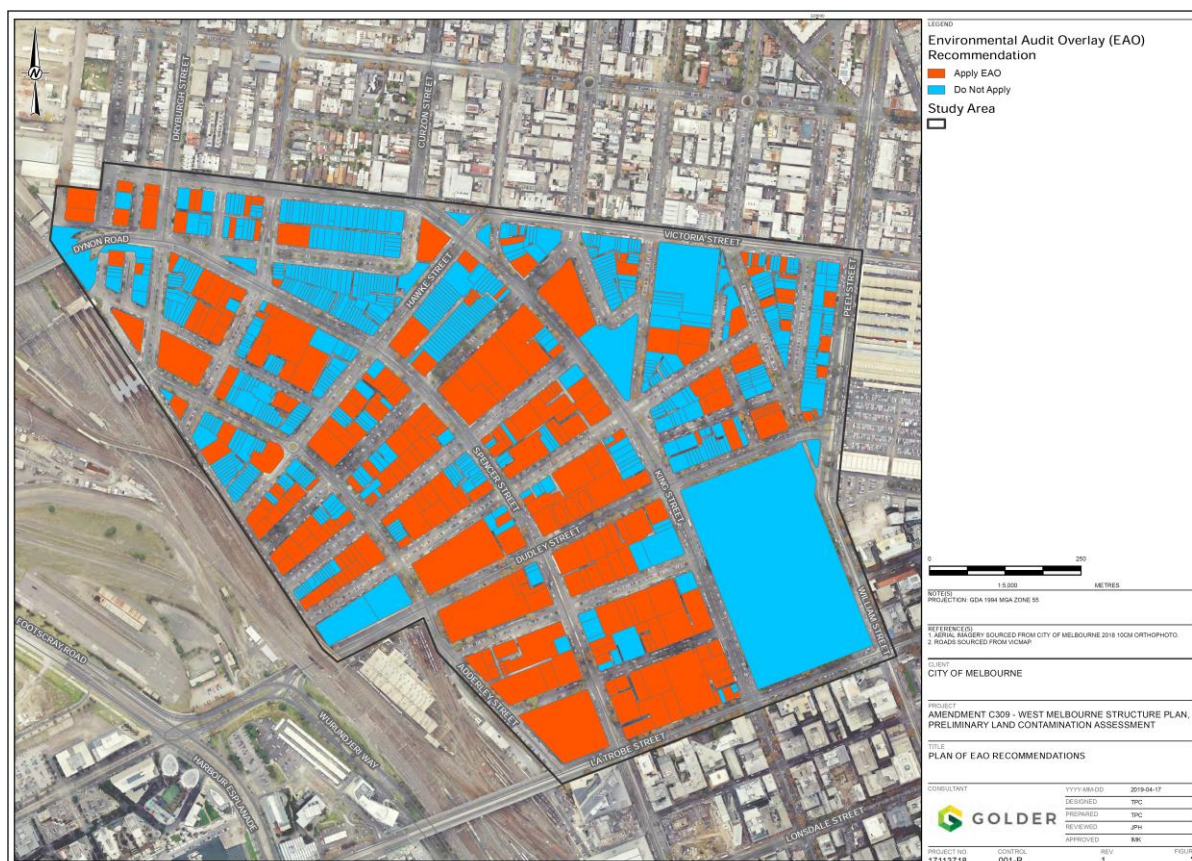 LEGEND
Environmental Audit Overlay (EAO)
Recommendation
Apply EAO
Do Not Apply
Study Area
N
DRYBURGH STREET
CURZON STREET
VICTORIA STREET
DYNON ROAD
HAWKE STREET
PEEL STREET
SPENCER STREET
KING STREET
DUDLEY STREET
WILLIAM STREET
FOOTSCRAY ROAD
ADDERLEY STREET
WURUNDJERI WAY
LA TROBE STREET
HARBOUR ESPLANADE
LONSDALE STREET
0 250
1:5,000 METRES
NOTE(S)
PROJECTION: GDA 1994 MGA ZONE 55
REFERENCE(S)
1. AERIAL IMAGERY SOURCED FROM CITY OF MELBOURNE 2018 10CM ORTHOPHOTO.
2. ROADS SOURCED FROM VICMAP
CLIENT
CITY OF MELBOURNE
PROJECT
AMENDMENT C309 - WEST MELBOURNE STRUCTURE PLAN,
PRELIMINARY LAND CONTAMINATION ASSESSMENT
TITLE
PLAN OF EAO RECOMMENDATIONS
CONSULTANT
GOLDER
YYYY-MM-DD 2019-04-17
DESIGNED TPC
PREPARED TPC
REVIEWED JPH
APPROVED IMK
PROJECT NO. CONTROL REV. FIGURE
17113718 001-R 1